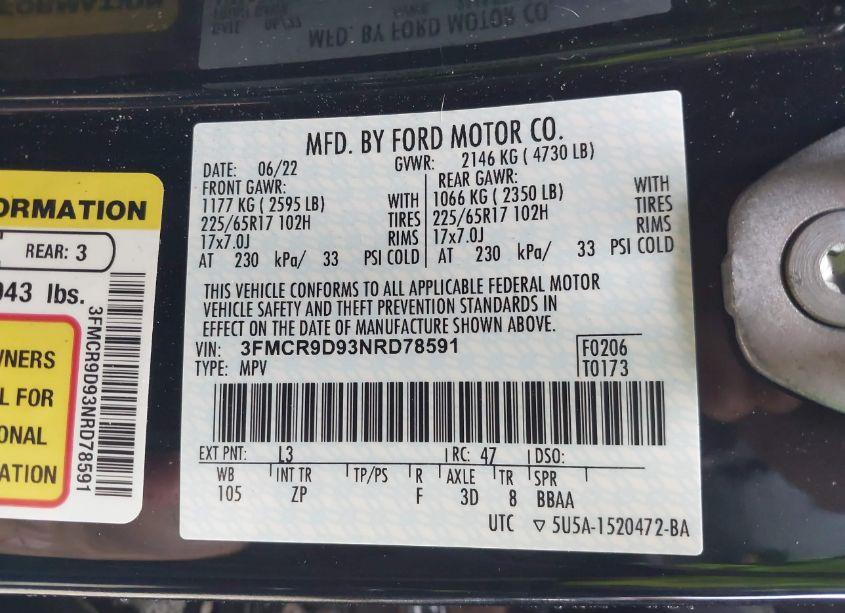 MFD. BY FORD MOTOR CO.
DATE: 06/22 GVWR: 2146 KG ( 4730 LB)
FRONT GAWR: REAR GAWR:
1177 KG ( 2595 LB) WITH 1066 KG ( 2350 LB) WITH
225/65R17 102H TIRES 225/65R17 102H TIRES
17x7.0J RIMS 17x7.0J RIMS
AT 230 kPa/ 33 PSI COLD AT 230 kPa/ 33 PSI COLD
THIS VEHICLE CONFORMS TO ALL APPLICABLE FEDERAL MOTOR
VEHICLE SAFETY AND THEFT PREVENTION STANDARDS IN
EFFECT ON THE DATE OF MANUFACTURE SHOWN ABOVE.
VIN: 3FMCR9D93NRD78591 F0206
TYPE: MPV T0173
EXT PNT: L3 RC: 47 DSO:
WB INT TR TP/PS R AXLE TR SPR
105 ZP F 3D 8 BBAA
UTC ▽ 5U5A-1520472-BA
ORMATION
REAR: 3
943 lbs.
WNERS
L FOR
ONAL
ATION
3FMCR9D93NRD78591